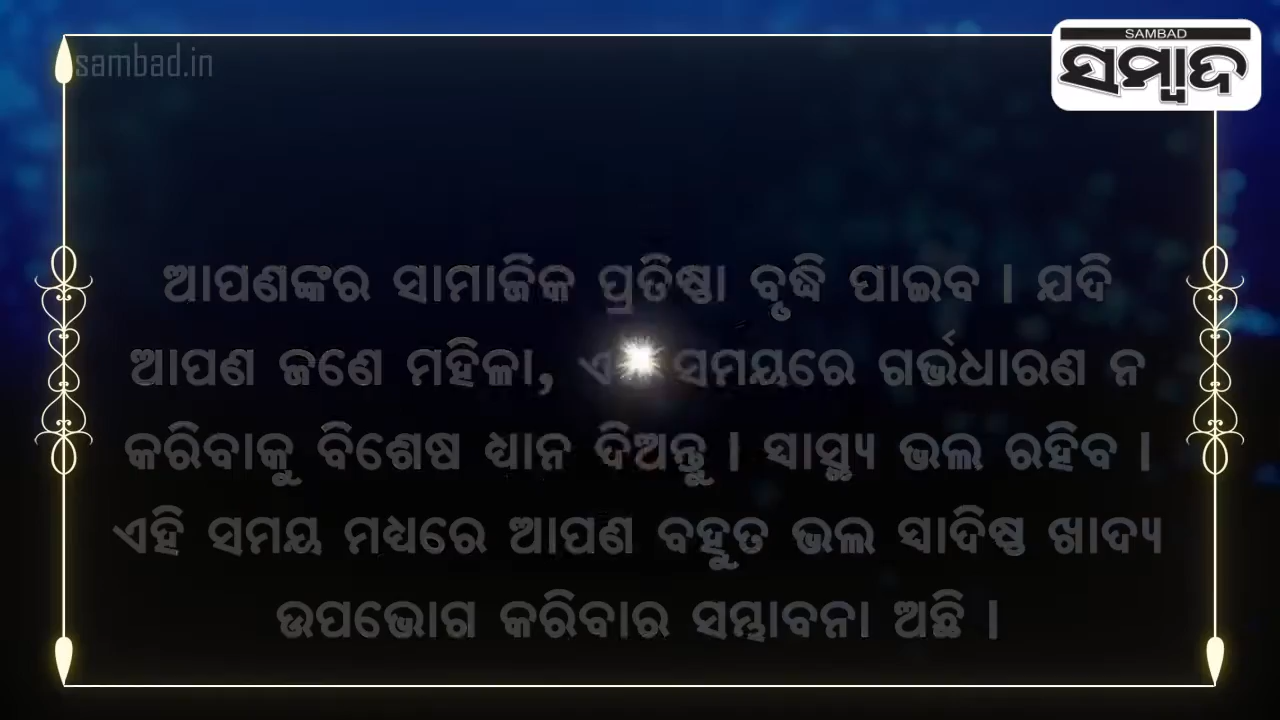 sambad.in
SAMBAD
ସମ୍ବାଦ
ଆପଣଙ୍କର ସାମାଜିକ ପ୍ରତିଷ୍ଠା ବୃଦ୍ଧି ପାଇବ । ଯଦି
ଆପଣ ଜଣେ ମହିଳା, ସମୟରେ ଗର୍ଭଧାରଣ ନ
କରିବାକୁ ବିଶେଷ ଧ୍ୟାନ ଦିଅନ୍ତୁ । ସାସ୍ଥ୍ୟ ଭଲ ରହିବ ।
ଏହି ସମୟ ମଧ୍ୟରେ ଆପଣ ବହୁତ ଭଲ ସ୍ୱାଦିଷ୍ଟ ଖାଦ୍ୟ
ଉପଭୋଗ କରିବାର ସମ୍ଭାବନା ଅଛି ।